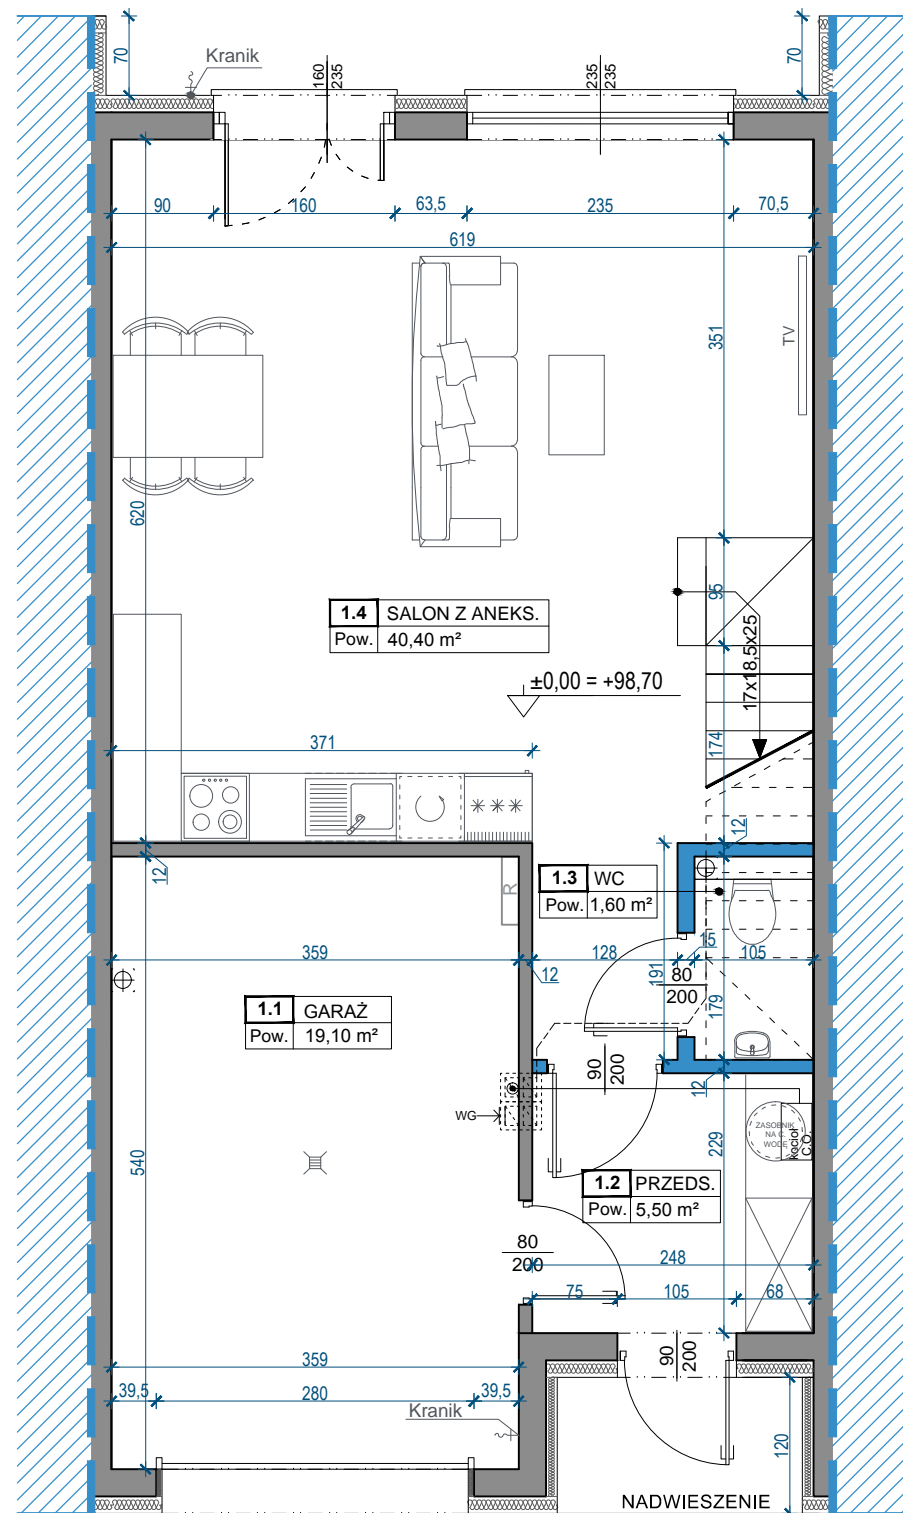 70
Kranik
160
235
235
235
70
90
160
63,5
235
70,5
619
351
TV
620
1.4 SALON Z ANEKS.
Pow. 40,40 m²
95
17x18,5x25
±0,00 = +98,70
371
174
12
12
R
1.3 WC
Pow. 1,60 m²
359
12
128
15
105
191
80
200
179
1.1 GARAŻ
Pow. 19,10 m²
90
200
12
WG
ZASOBNIK
NA C.
WODĘ
kocioł
C.O.
229
540
1.2 PRZEDS.
Pow. 5,50 m²
80
200
248
75
105
68
359
90
200
39,5
280
39,5
Kranik
120
NADWIESZENIE